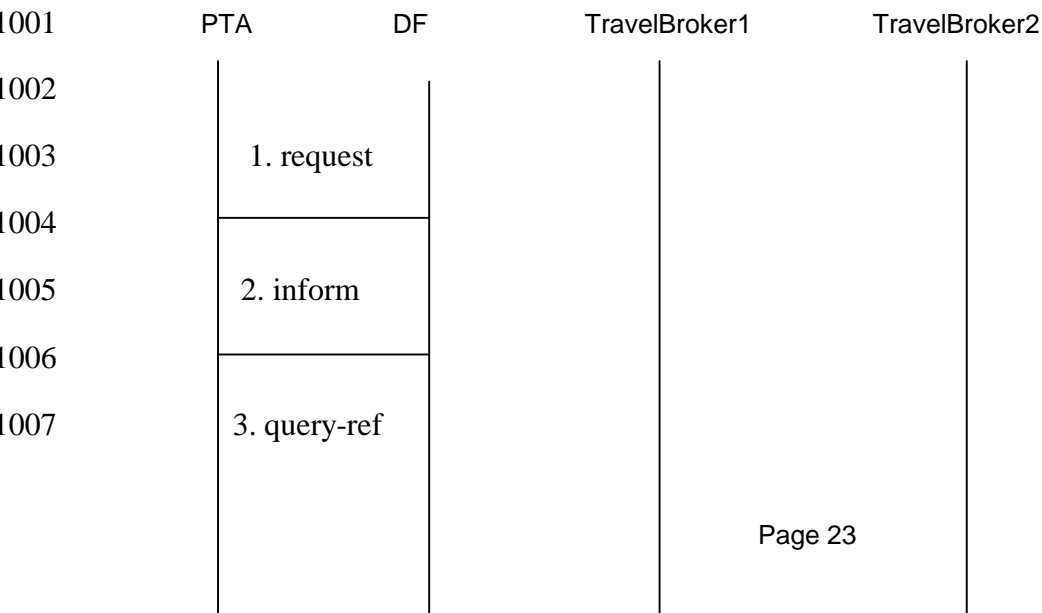 1001 PTA DF TravelBroker1 TravelBroker2
1002
1003 1. request
1004
1005 2. inform
1006
1007 3. query-ref
Page 23